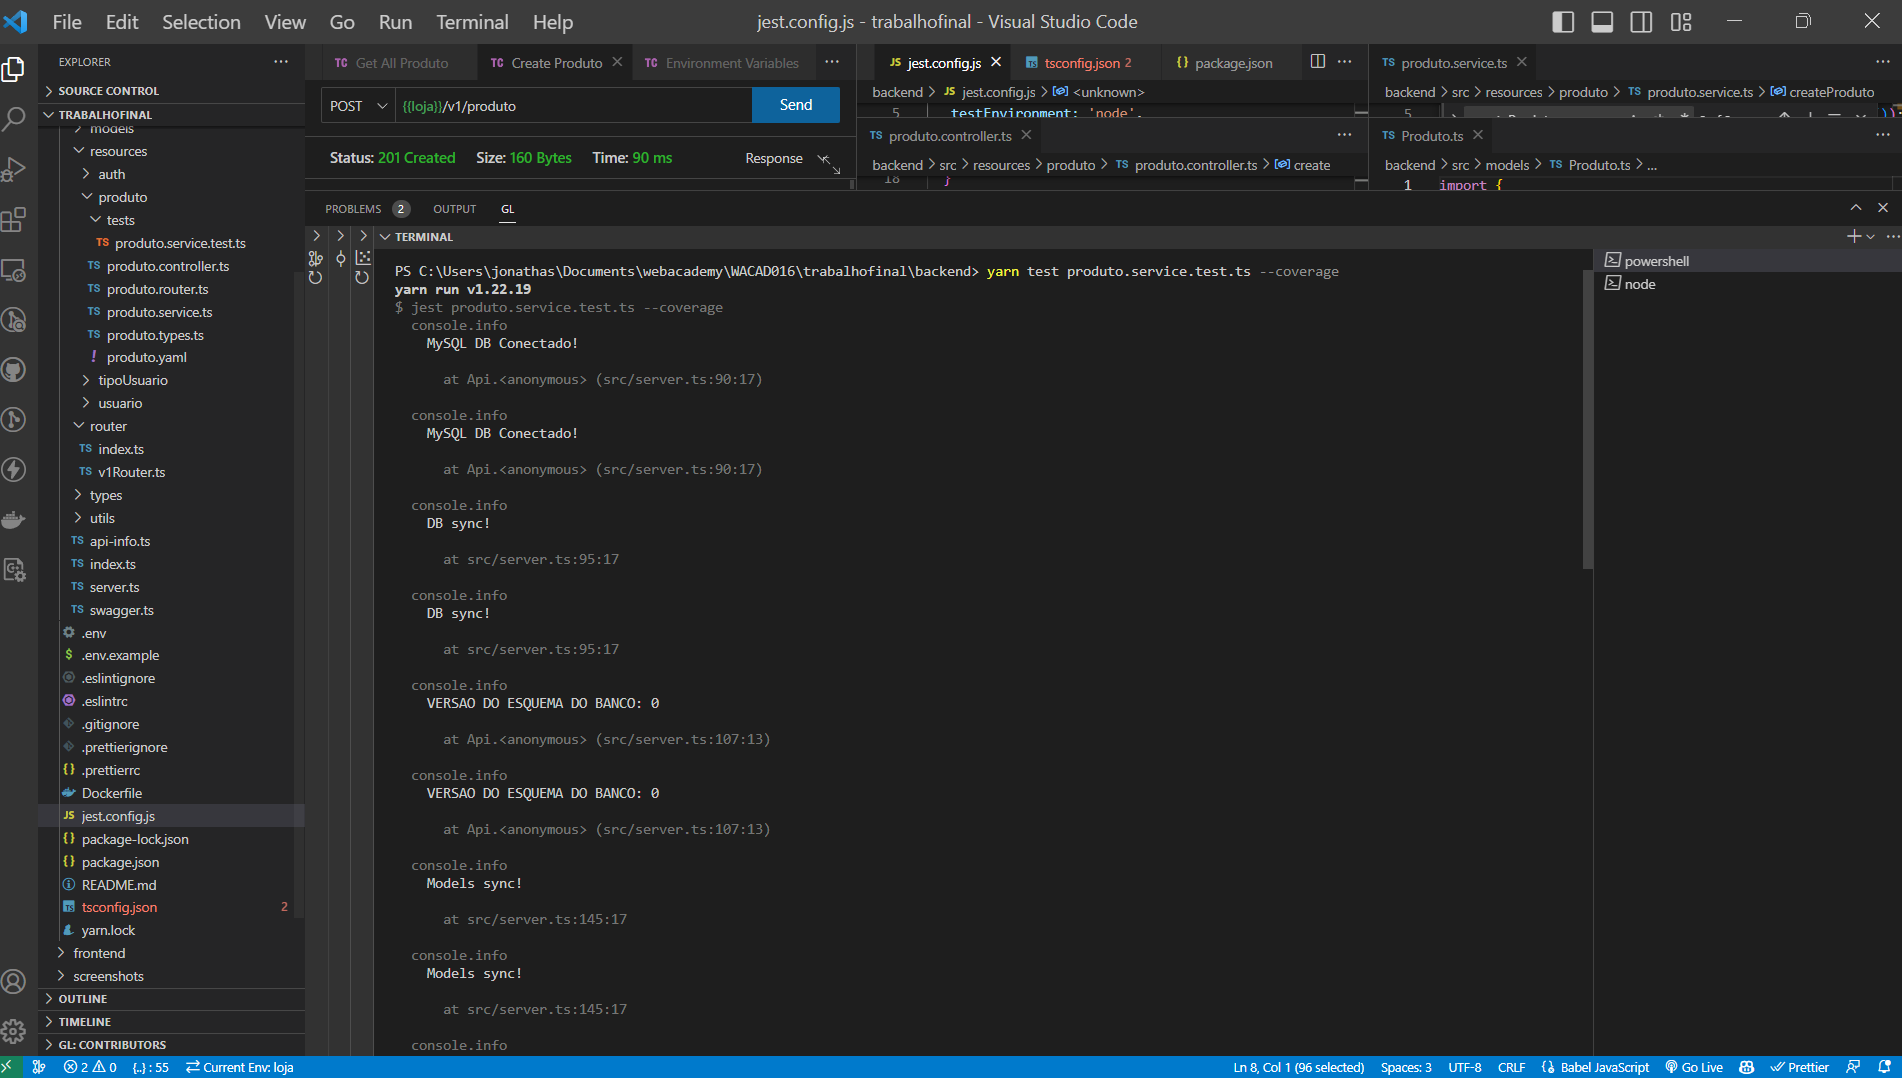 File Edit Selection View Go Run Terminal Help
jest.config.js - trabalhofinal - Visual Studio Code
EXPLORER
SOURCE CONTROL
TRABALHOFINAL
models
resources
auth
produto
tests
TS produto.service.test.ts
TS produto.controller.ts
TS produto.router.ts
TS produto.service.ts
TS produto.types.ts
! produto.yaml
tipoUsuario
usuario
router
TS index.ts
TS v1Router.ts
types
utils
TS api-info.ts
TS index.ts
TS server.ts
TS swagger.ts
.env
$ .env.example
.eslintignore
.eslintrc
.gitignore
.prettierignore
{} .prettierrc
Dockerfile
JS jest.config.js
{} package-lock.json
{} package.json
README.md
TS tsconfig.json 2
yarn.lock
frontend
screenshots
OUTLINE
TIMELINE
GL: CONTRIBUTORS
TC Get All Produto
TC Create Produto
TC Environment Variables
POST {{loja}}/v1/produto Send
Status: 201 Created Size: 160 Bytes Time: 90 ms Response
JS jest.config.js
TS tsconfig.json 2
{} package.json
backend > JS jest.config.js > <unknown>
5 testEnvironment: 'node',
TS produto.controller.ts
backend > src > resources > produto > TS produto.controller.ts > create
18 }
TS produto.service.ts
backend > src > resources > produto > TS produto.service.ts > createProduto
5
TS Produto.ts
backend > src > models > TS Produto.ts > ...
1 import {
PROBLEMS 2 OUTPUT GL
TERMINAL
PS C:\Users\jonathas\Documents\webacademy\WACAD016\trabalhofinal\backend> yarn test produto.service.test.ts --coverage
yarn run v1.22.19
$ jest produto.service.test.ts --coverage
console.info
MySQL DB Conectado!
at Api.<anonymous> (src/server.ts:90:17)
console.info
MySQL DB Conectado!
at Api.<anonymous> (src/server.ts:90:17)
console.info
DB sync!
at src/server.ts:95:17
console.info
DB sync!
at src/server.ts:95:17
console.info
VERSAO DO ESQUEMA DO BANCO: 0
at Api.<anonymous> (src/server.ts:107:13)
console.info
VERSAO DO ESQUEMA DO BANCO: 0
at Api.<anonymous> (src/server.ts:107:13)
console.info
Models sync!
at src/server.ts:145:17
console.info
Models sync!
at src/server.ts:145:17
console.info
powershell
node
2 0 {..} : 55 Current Env: loja
Ln 8, Col 1 (96 selected) Spaces: 3 UTF-8 CRLF Babel JavaScript Go Live Prettier